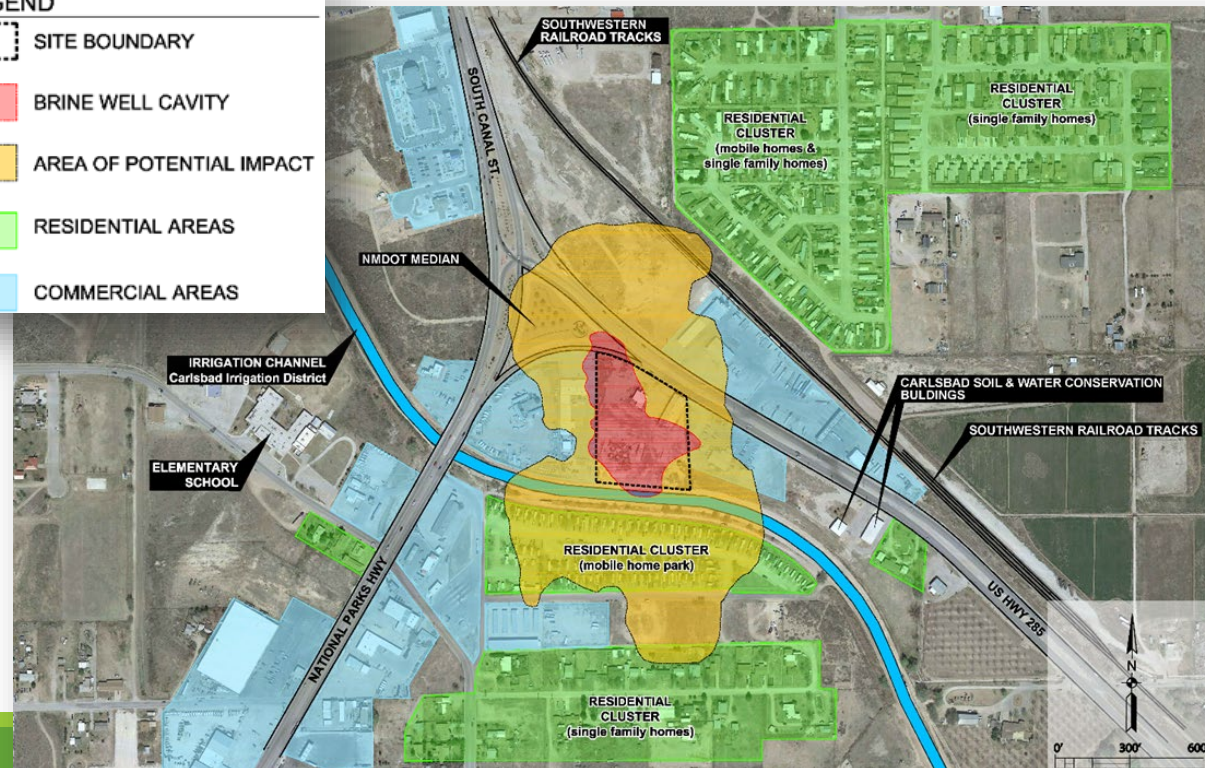 SITE BOUNDARY
BRINE WELL CAVITY
AREA OF POTENTIAL IMPACT
RESIDENTIAL AREAS
COMMERCIAL AREAS
SOUTHWESTERN
RAILROAD TRACKS
SOUTH CANAL ST.
RESIDENTIAL
CLUSTER
(mobile homes &
single family homes)
RESIDENTIAL
CLUSTER
(single family homes)
NMDOT MEDIAN
IRRIGATION CHANNEL
Carlsbad Irrigation District
ELEMENTARY
SCHOOL
CARLSBAD SOIL & WATER CONSERVATION
BULDINGS
SOUTHWESTERN RAILROAD TRACKS
RESIDENTIAL CLUSTER
(mobile home park)
NATIONAL PARKS HWY
US HWY 285
RESIDENTIAL
CLUSTER
(single family homes)
N
0' 300'